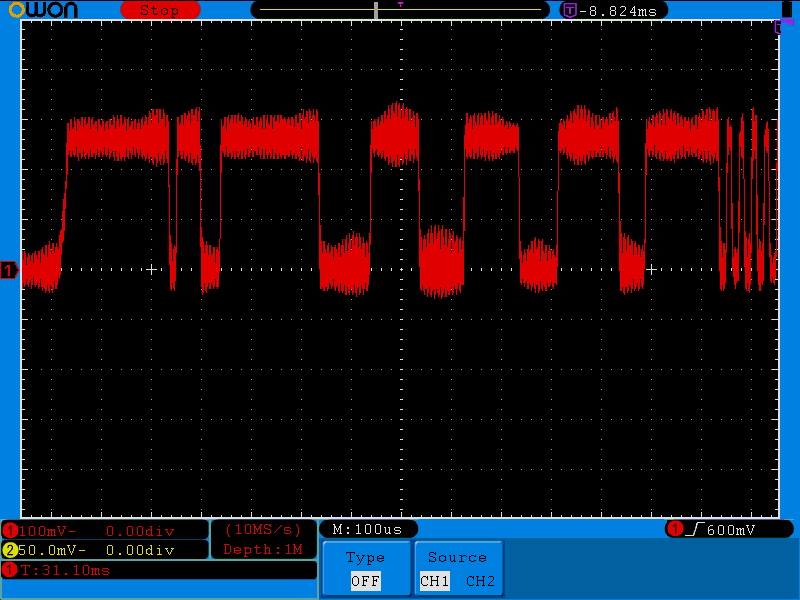 OWON Stop T -8.824ms
T
1
1 100mV- 0.00div (10MS/s) M:100us 1 600mV
2 50.0mV- 0.00div Depth:1M
1 T:31.10ms
Type Source
OFF CH1 CH2